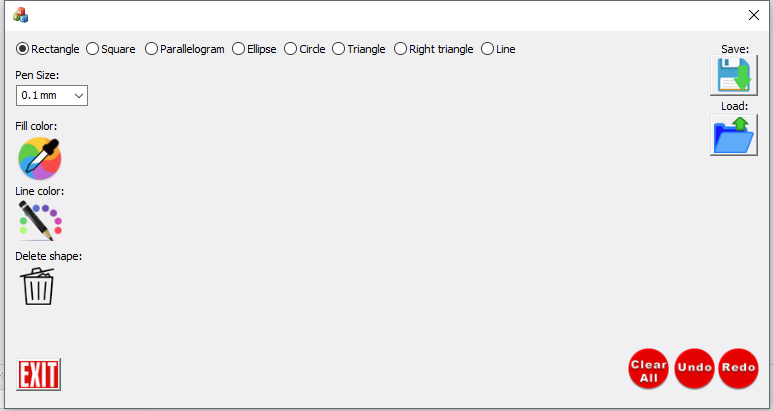 Rectangle Square Parallelogram Ellipse Circle Triangle Right triangle Line
Save:
Pen Size:
0.1 mm
Load:
Fill color:
Line color:
Delete shape:
EXIT
Clear
All
Undo
Redo